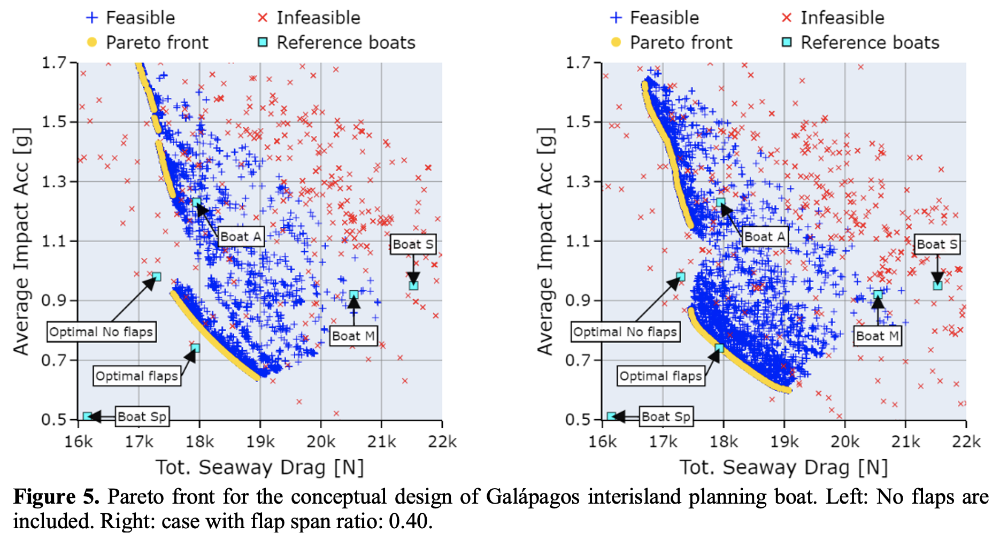 Feasible
Infeasible
Pareto front
Reference boats
1.7
1.5
1.3
1.1
0.9
0.7
0.5
Average Impact Acc [g]
Boat A
Boat S
Optimal No flaps
Boat M
Optimal flaps
Boat Sp
16k 17k 18k 19k 20k 21k 22k
Tot. Seaway Drag [N]
Feasible
Infeasible
Pareto front
Reference boats
1.7
1.5
1.3
1.1
0.9
0.7
0.5
Average Impact Acc [g]
Boat A
Boat S
Optimal No flaps
Boat M
Optimal flaps
Boat Sp
16k 17k 18k 19k 20k 21k 22k
Tot. Seaway Drag [N]
Figure 5. Pareto front for the conceptual design of Galápagos interisland planning boat. Left: No flaps are
included. Right: case with flap span ratio: 0.40.